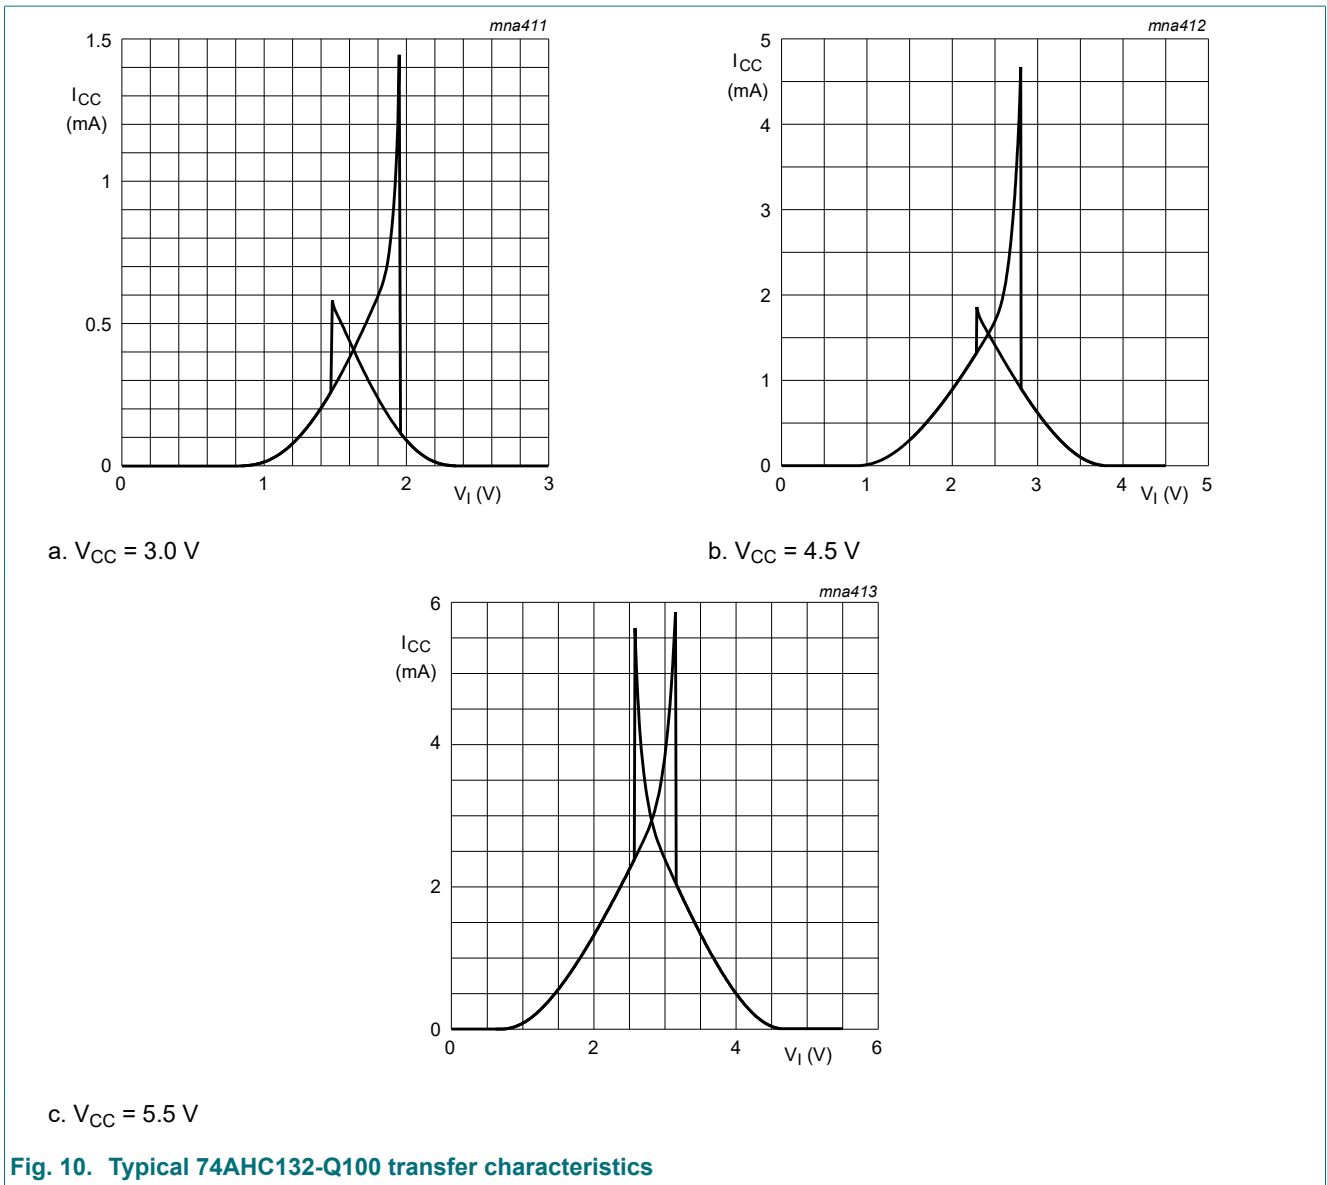 mna411
1.5
ICC
(mA)
1
0.5
0
0 1 2 3
VI (V)
a. VCC = 3.0 V
mna412
5
ICC
(mA)
4
3
2
1
0
0 1 2 3 4 5
VI (V)
b. VCC = 4.5 V
mna413
6
ICC
(mA)
4
2
0
0 2 4 6
VI (V)
c. VCC = 5.5 V
Fig. 10. Typical 74AHC132-Q100 transfer characteristics